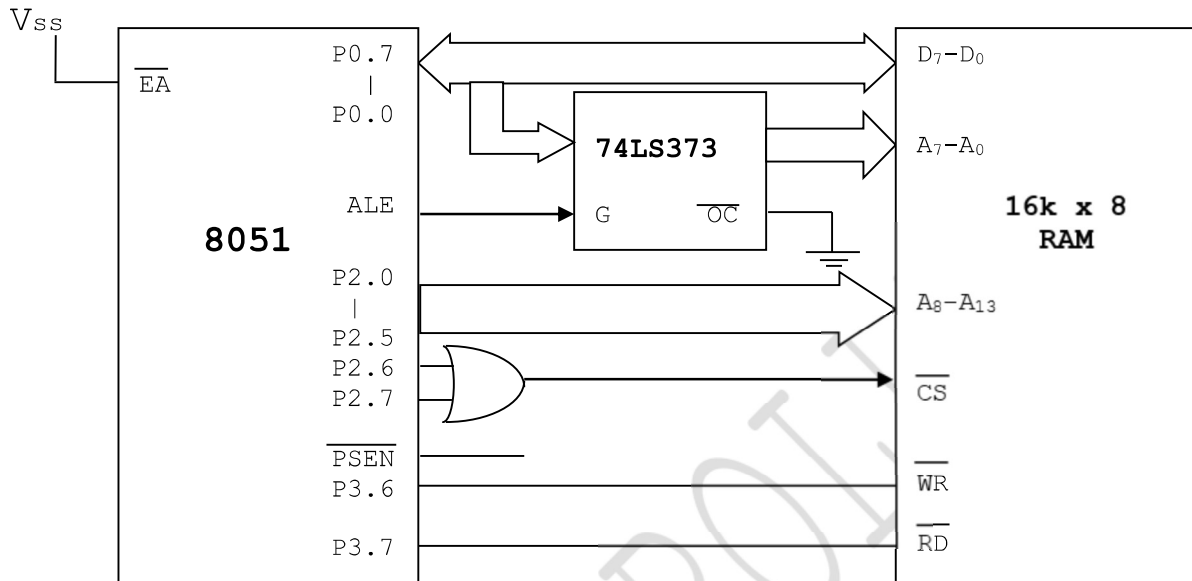 Vss
EA
P0.7
|
P0.0
ALE
8051
P2.0
|
P2.5
P2.6
P2.7
PSEN
P3.6
P3.7
74LS373
G
OC
D7-D0
A7-A0
16k x 8
RAM
A8-A13
CS
WR
RD